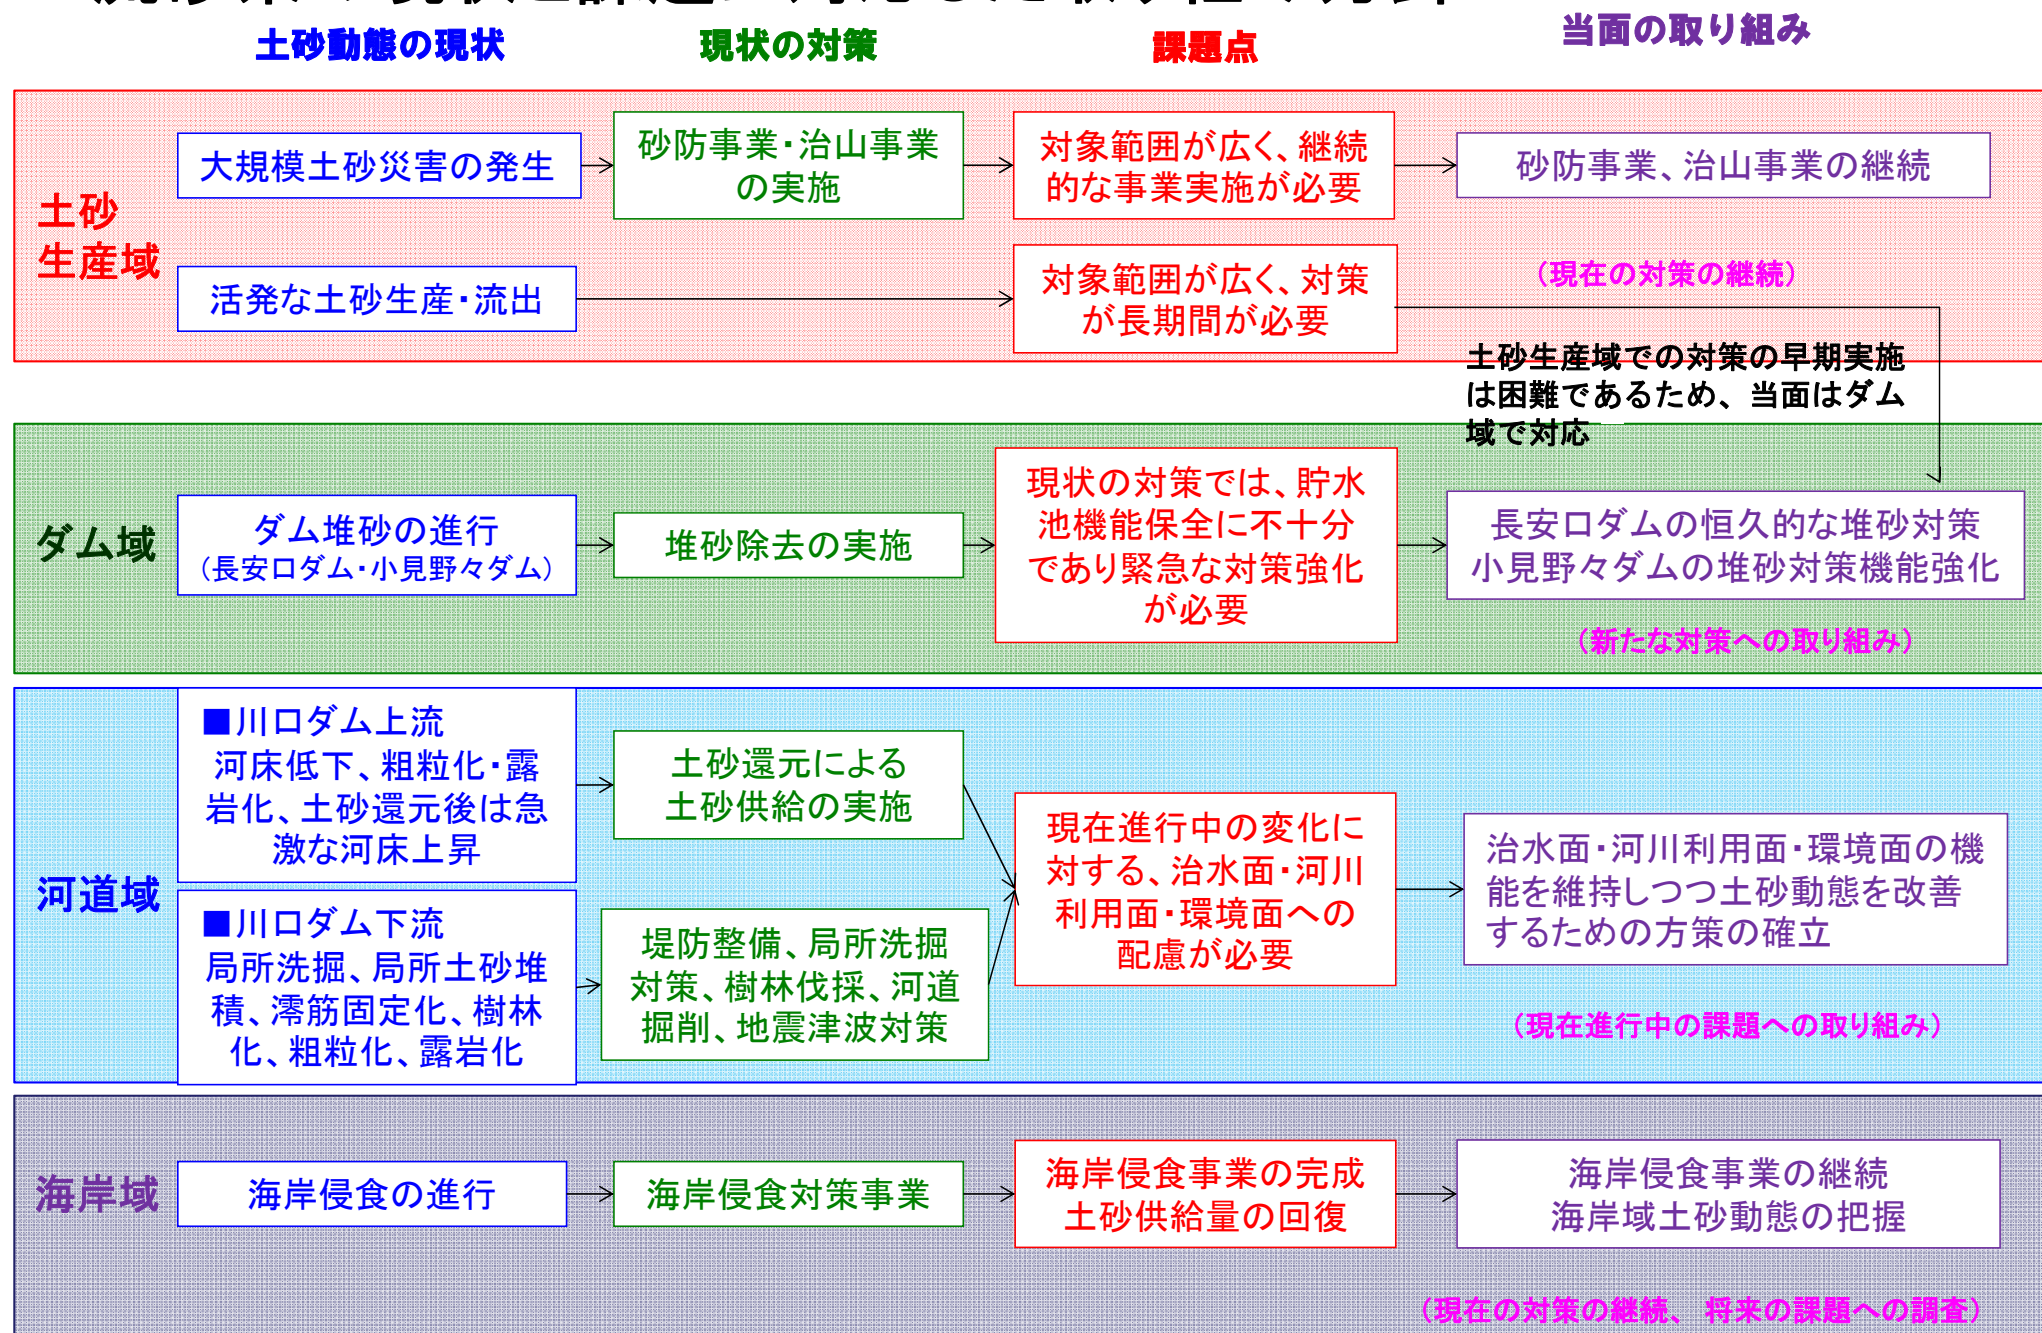 土砂動態の現状
現状の対策
課題点
当面の取り組み
土砂
生産域
大規模土砂災害の発生
砂防事業・治山事業
の実施
対象範囲が広く、継続
的な事業実施が必要
砂防事業、治山事業の継続
活発な土砂生産・流出
対象範囲が広く、対策
が長期間が必要
（現在の対策の継続）
土砂生産域での対策の早期実施
は困難であるため、当面はダム
域で対応
ダム域
ダム堆砂の進行
（長安口ダム・小見野々ダム）
堆砂除去の実施
現状の対策では、貯水
池機能保全に不十分
であり緊急な対策強化
が必要
長安口ダムの恒久的な堆砂対策
小見野々ダムの堆砂対策機能強化
（新たな対策への取り組み）
河道域
■川口ダム上流
河床低下、粗粒化・露
岩化、土砂還元後は急
激な河床上昇
土砂還元による
土砂供給の実施
■川口ダム下流
局所洗掘、局所土砂堆
積、澪筋固定化、樹林
化、粗粒化、露岩化
堤防整備、局所洗掘
対策、樹林伐採、河道
掘削、地震津波対策
現在進行中の変化に
対する、治水面・河川
利用面・環境面への
配慮が必要
治水面・河川利用面・環境面の機
能を維持しつつ土砂動態を改善
するための方策の確立
（現在進行中の課題への取り組み）
海岸域
海岸侵食の進行
海岸侵食対策事業
海岸侵食事業の完成
土砂供給量の回復
海岸侵食事業の継続
海岸域土砂動態の把握
（現在の対策の継続、将来の課題への調査）